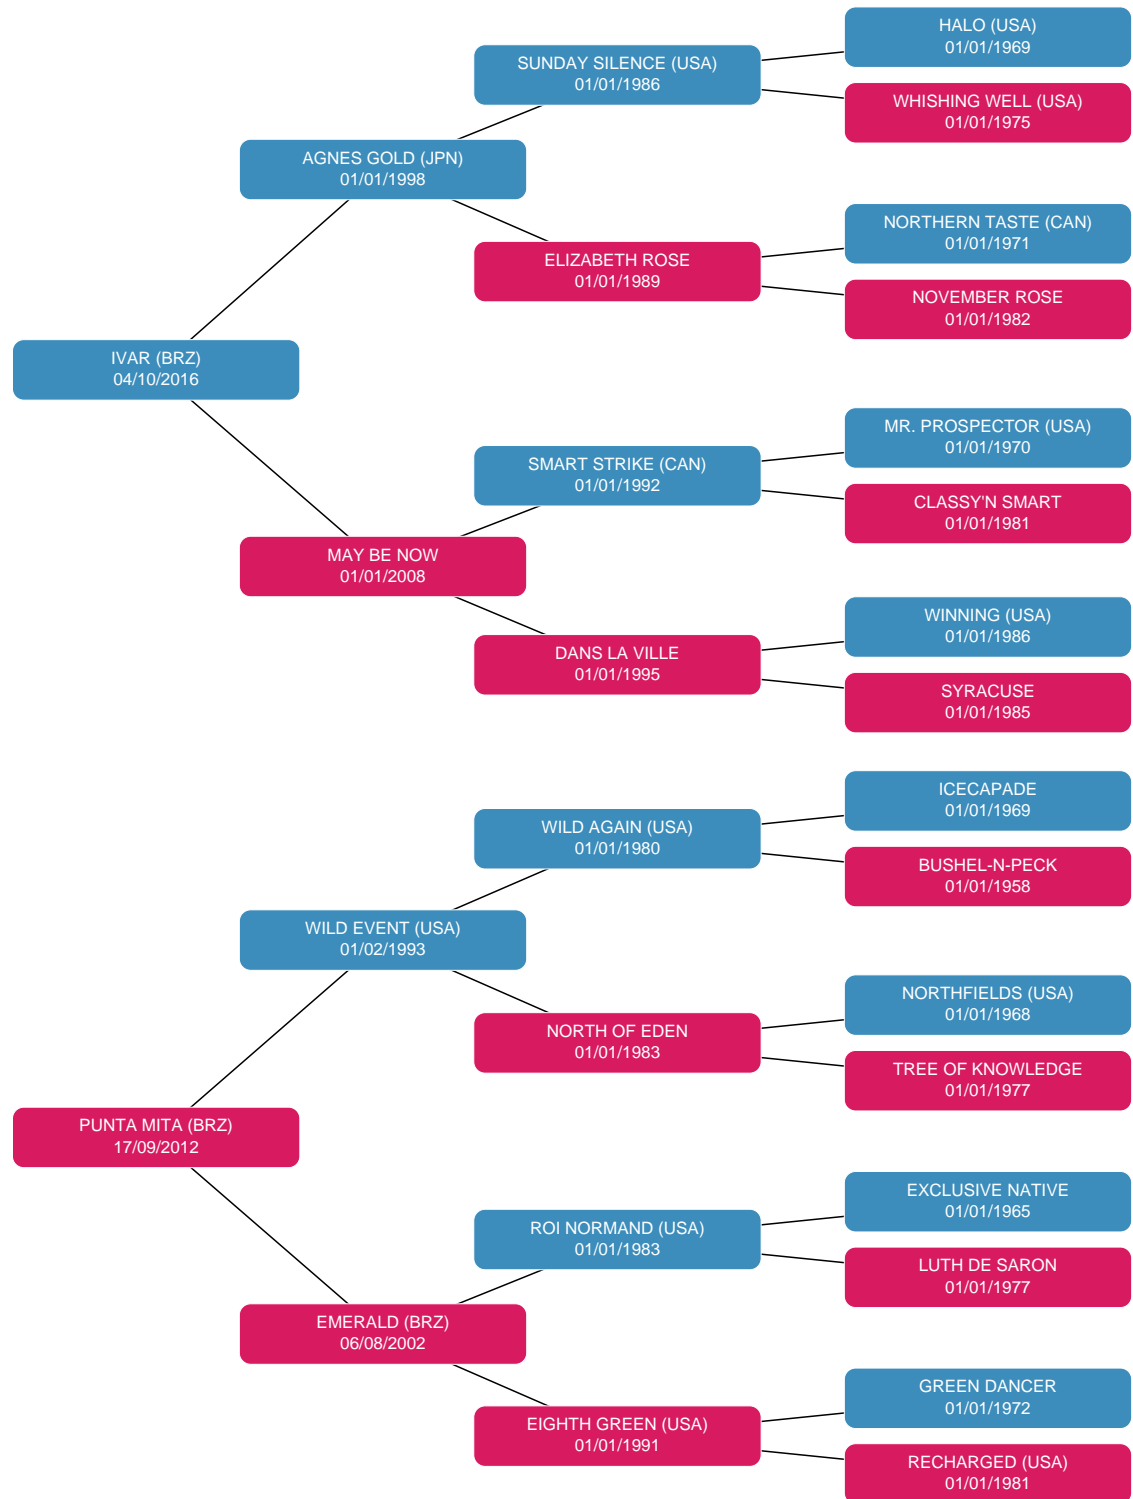 HALO (USA)
01/01/1969
SUNDAY SILENCE (USA)
01/01/1986
WHISHING WELL (USA)
01/01/1975
AGNES GOLD (JPN)
01/01/1998
NORTHERN TASTE (CAN)
01/01/1971
ELIZABETH ROSE
01/01/1989
NOVEMBER ROSE
01/01/1982
IVAR (BRZ)
04/10/2016
MR. PROSPECTOR (USA)
01/01/1970
SMART STRIKE (CAN)
01/01/1992
CLASSY'N SMART
01/01/1981
MAY BE NOW
01/01/2008
WINNING (USA)
01/01/1986
DANS LA VILLE
01/01/1995
SYRACUSE
01/01/1985
ICECAPADE
01/01/1969
WILD AGAIN (USA)
01/01/1980
BUSHEL-N-PECK
01/01/1958
WILD EVENT (USA)
01/02/1993
NORTHFIELDS (USA)
01/01/1968
NORTH OF EDEN
01/01/1983
TREE OF KNOWLEDGE
01/01/1977
PUNTA MITA (BRZ)
17/09/2012
EXCLUSIVE NATIVE
01/01/1965
ROI NORMAND (USA)
01/01/1983
LUTH DE SARON
01/01/1977
EMERALD (BRZ)
06/08/2002
GREEN DANCER
01/01/1972
EIGHTH GREEN (USA)
01/01/1991
RECHARGED (USA)
01/01/1981